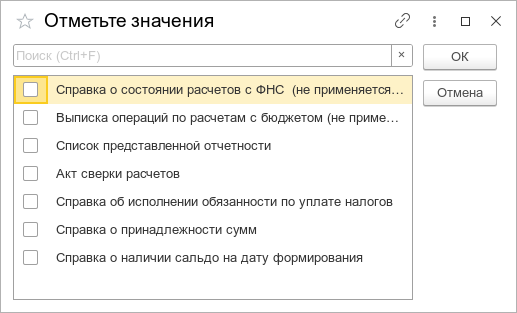 Отметьте значения
Поиск (Ctrl+F)
×
ОК
Отмена
Справка о состоянии расчетов с ФНС (не применяется...
Выписка операций по расчетам с бюджетом (не приме...
Список представленной отчетности
Акт сверки расчетов
Справка об исполнении обязанности по уплате налогов
Справка о принадлежности сумм
Справка о наличии сальдо на дату формирования